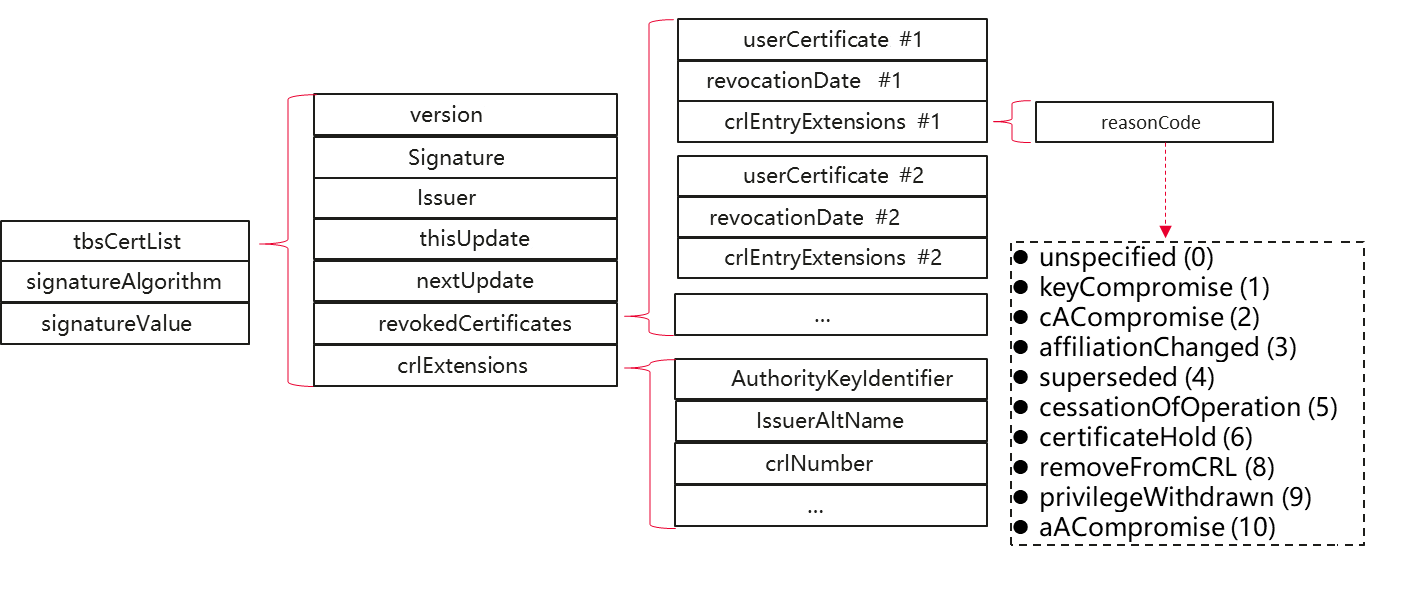 tbsCertList
signatureAlgorithm
signatureValue
version
Signature
Issuer
thisUpdate
nextUpdate
revokedCertificates
crlExtensions
userCertificate #1
revocationDate #1
crlEntryExtensions #1
userCertificate #2
revocationDate #2
crlEntryExtensions #2
...
AuthorityKeyIdentifier
IssuerAltName
crlNumber
...
reasonCode
● unspecified (0)
● keyCompromise (1)
● cACompromise (2)
● affiliationChanged (3)
● superseded (4)
● cessationOfOperation (5)
● certificateHold (6)
● removeFromCRL (8)
● privilegeWithdrawn (9)
● aACompromise (10)